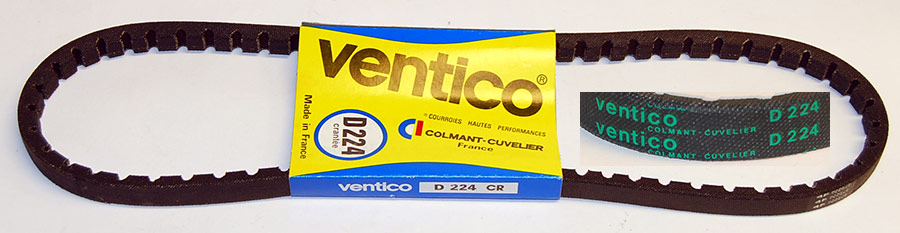 ventico®
COURROIES HAUTES PERFORMANCES
COLMANT-CUVELIER
France
Made in France
D224
crantée
ventico D 224 CR
ventico D 224
COLMANT-CUVELIER
ventico D 224
COLMANT-CUVELIER